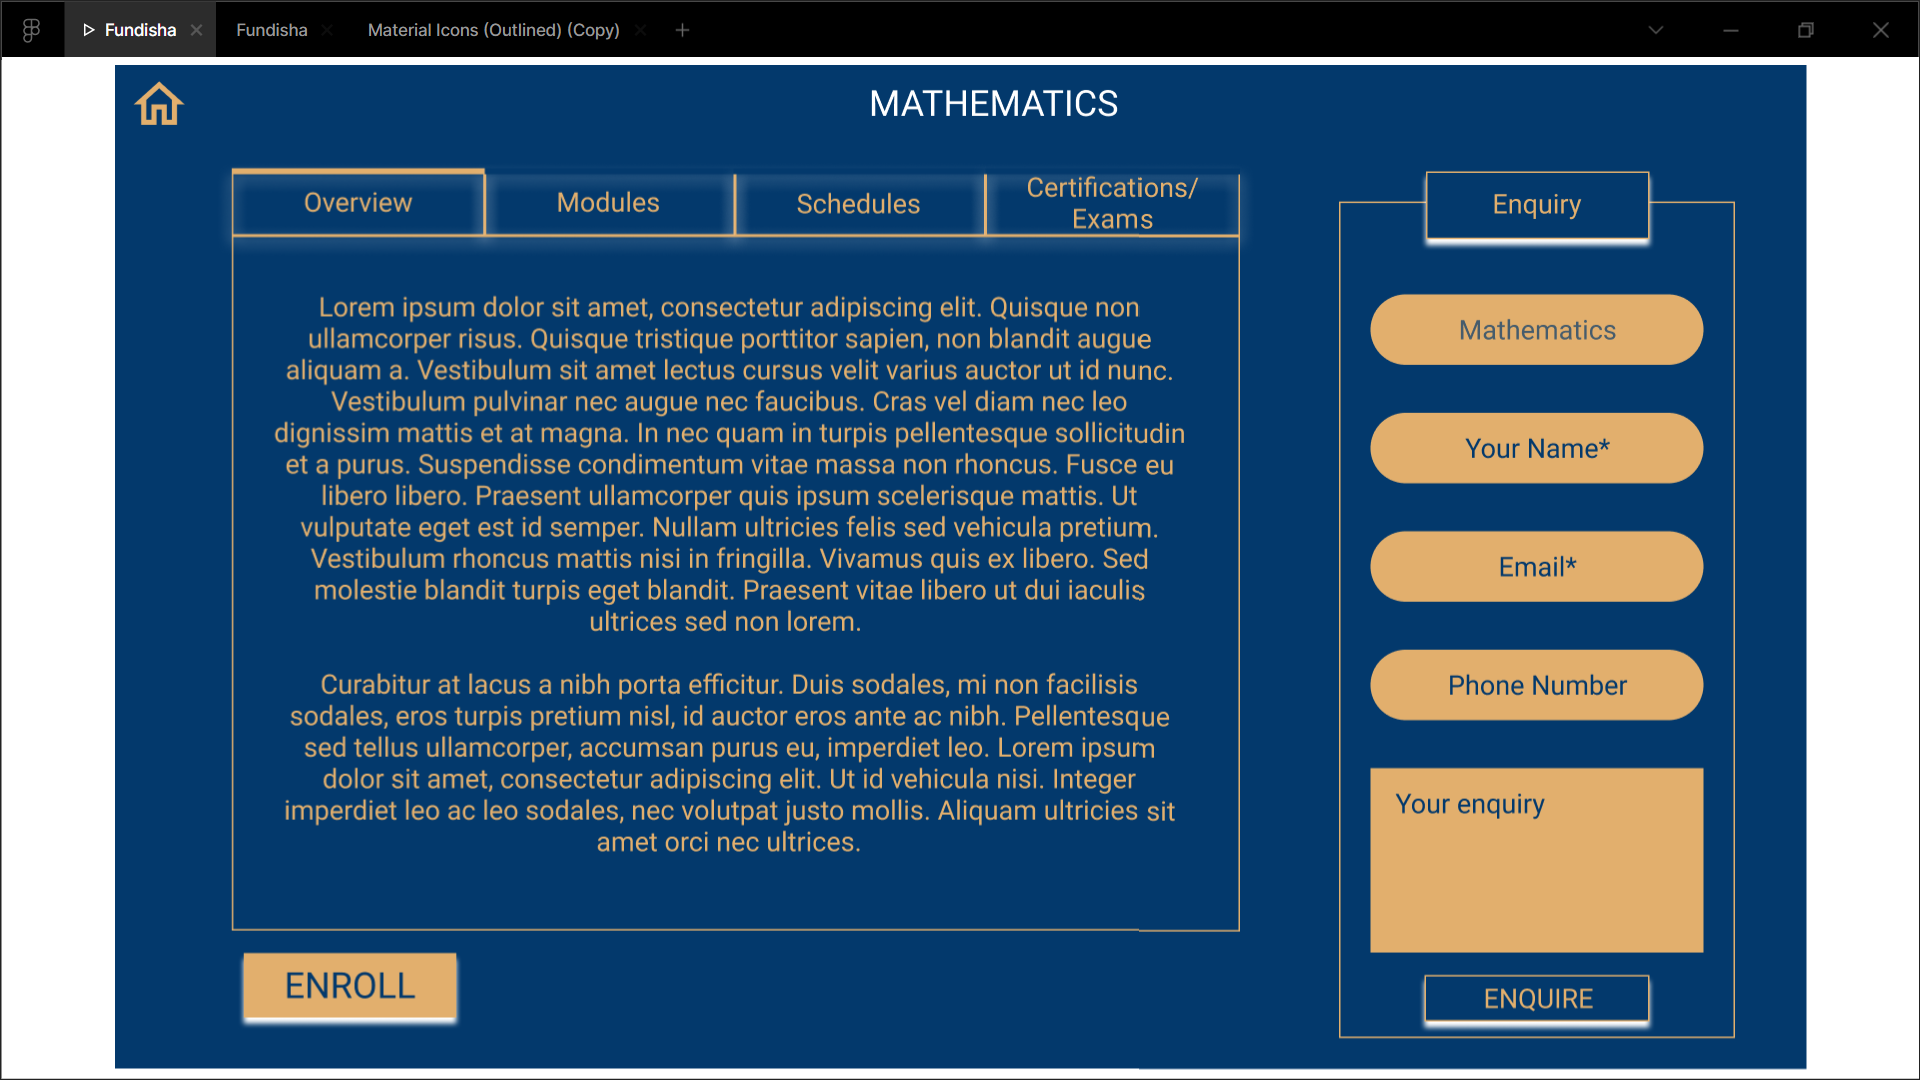 Fundisha
Fundisha
Material Icons (Outlined) (Copy)
MATHEMATICS
Overview
Modules
Schedules
Certifications/
Exams
Lorem ipsum dolor sit amet, consectetur adipiscing elit. Quisque non
ullamcorper risus. Quisque tristique porttitor sapien, non blandit augue
aliquam a. Vestibulum sit amet lectus cursus velit varius auctor ut id nunc.
Vestibulum pulvinar nec augue nec faucibus. Cras vel diam nec leo
dignissim mattis et at magna. In nec quam in turpis pellentesque sollicitudin
et a purus. Suspendisse condimentum vitae massa non rhoncus. Fusce eu
libero libero. Praesent ullamcorper quis ipsum scelerisque mattis. Ut
vulputate eget est id semper. Nullam ultricies felis sed vehicula pretium.
Vestibulum rhoncus mattis nisi in fringilla. Vivamus quis ex libero. Sed
molestie blandit turpis eget blandit. Praesent vitae libero ut dui iaculis
ultrices sed non lorem.
Curabitur at lacus a nibh porta efficitur. Duis sodales, mi non facilisis
sodales, eros turpis pretium nisl, id auctor eros ante ac nibh. Pellentesque
sed tellus ullamcorper, accumsan purus eu, imperdiet leo. Lorem ipsum
dolor sit amet, consectetur adipiscing elit. Ut id vehicula nisi. Integer
imperdiet leo ac leo sodales, nec volutpat justo mollis. Aliquam ultricies sit
amet orci nec ultrices.
ENROLL
Enquiry
Mathematics
Your Name*
Email*
Phone Number
Your enquiry
ENQUIRE